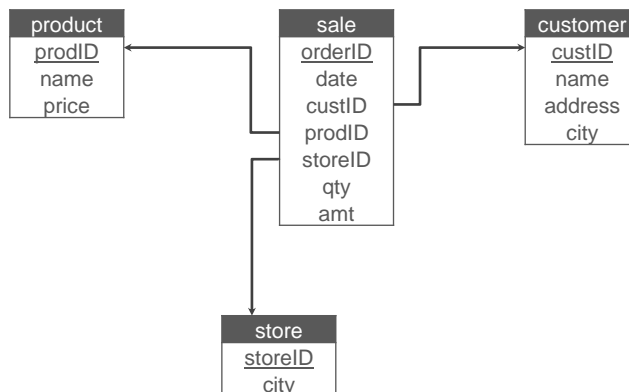 product
prodID
name
price
sale
orderID
date
custID
prodID
storeID
qty
amt
customer
custID
name
address
city
store
storeID
city